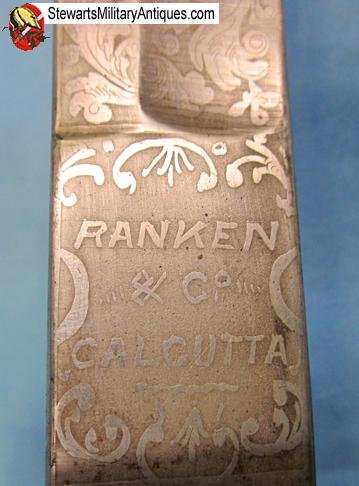 StewartsMilitaryAntiques.com
RANKEN
& Co
CALCUTTA